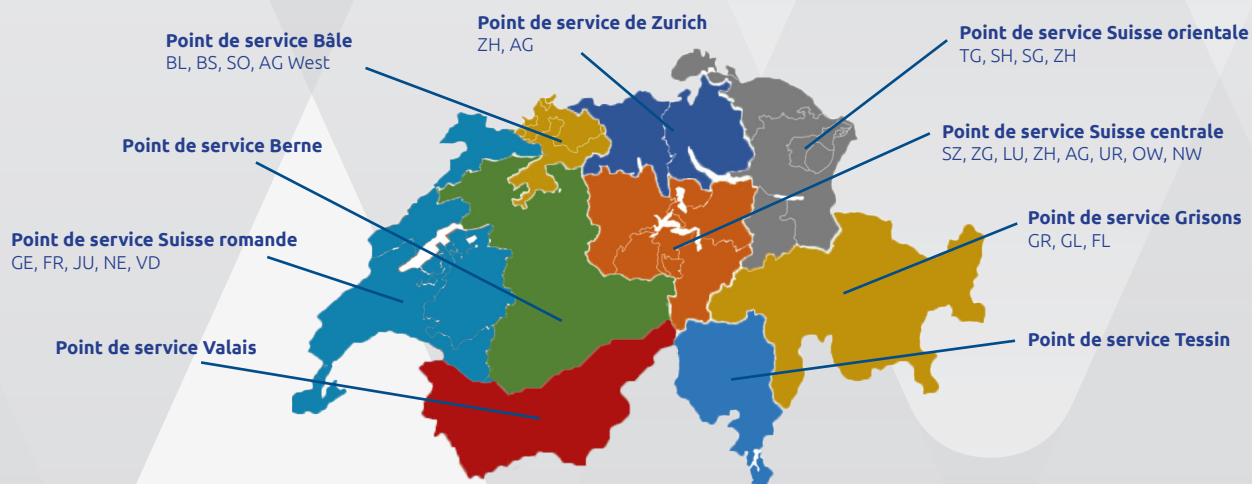 Point de service de Zurich
ZH, AG
Point de service Suisse orientale
TG, SH, SG, ZH
Point de service Bâle
BL, BS, SO, AG West
Point de service Suisse centrale
SZ, ZG, LU, ZH, AG, UR, OW, NW
Point de service Berne
Point de service Grisons
GR, GL, FL
Point de service Suisse romande
GE, FR, JU, NE, VD
Point de service Tessin
Point de service Valais